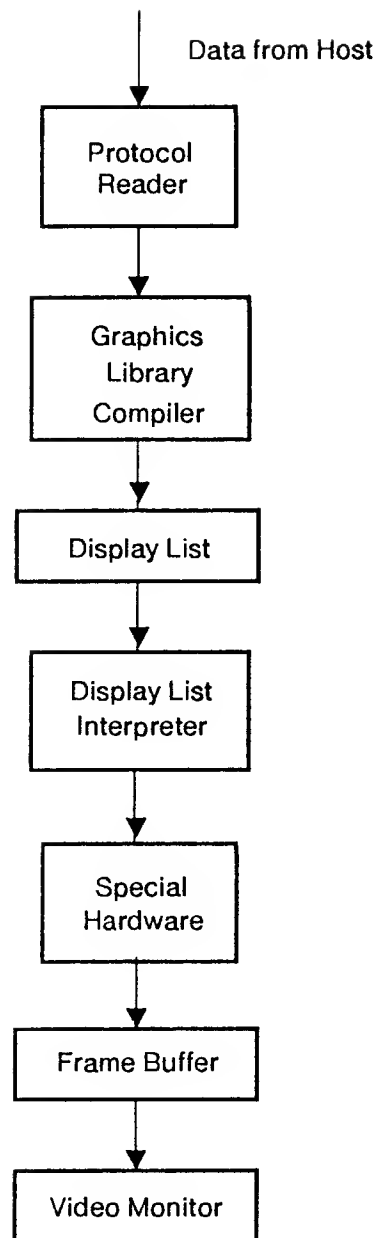 Data from Host
Protocol
Reader
Graphics
Library
Compiler
Display List
Display List
Interpreter
Special
Hardware
Frame Buffer
Video Monitor